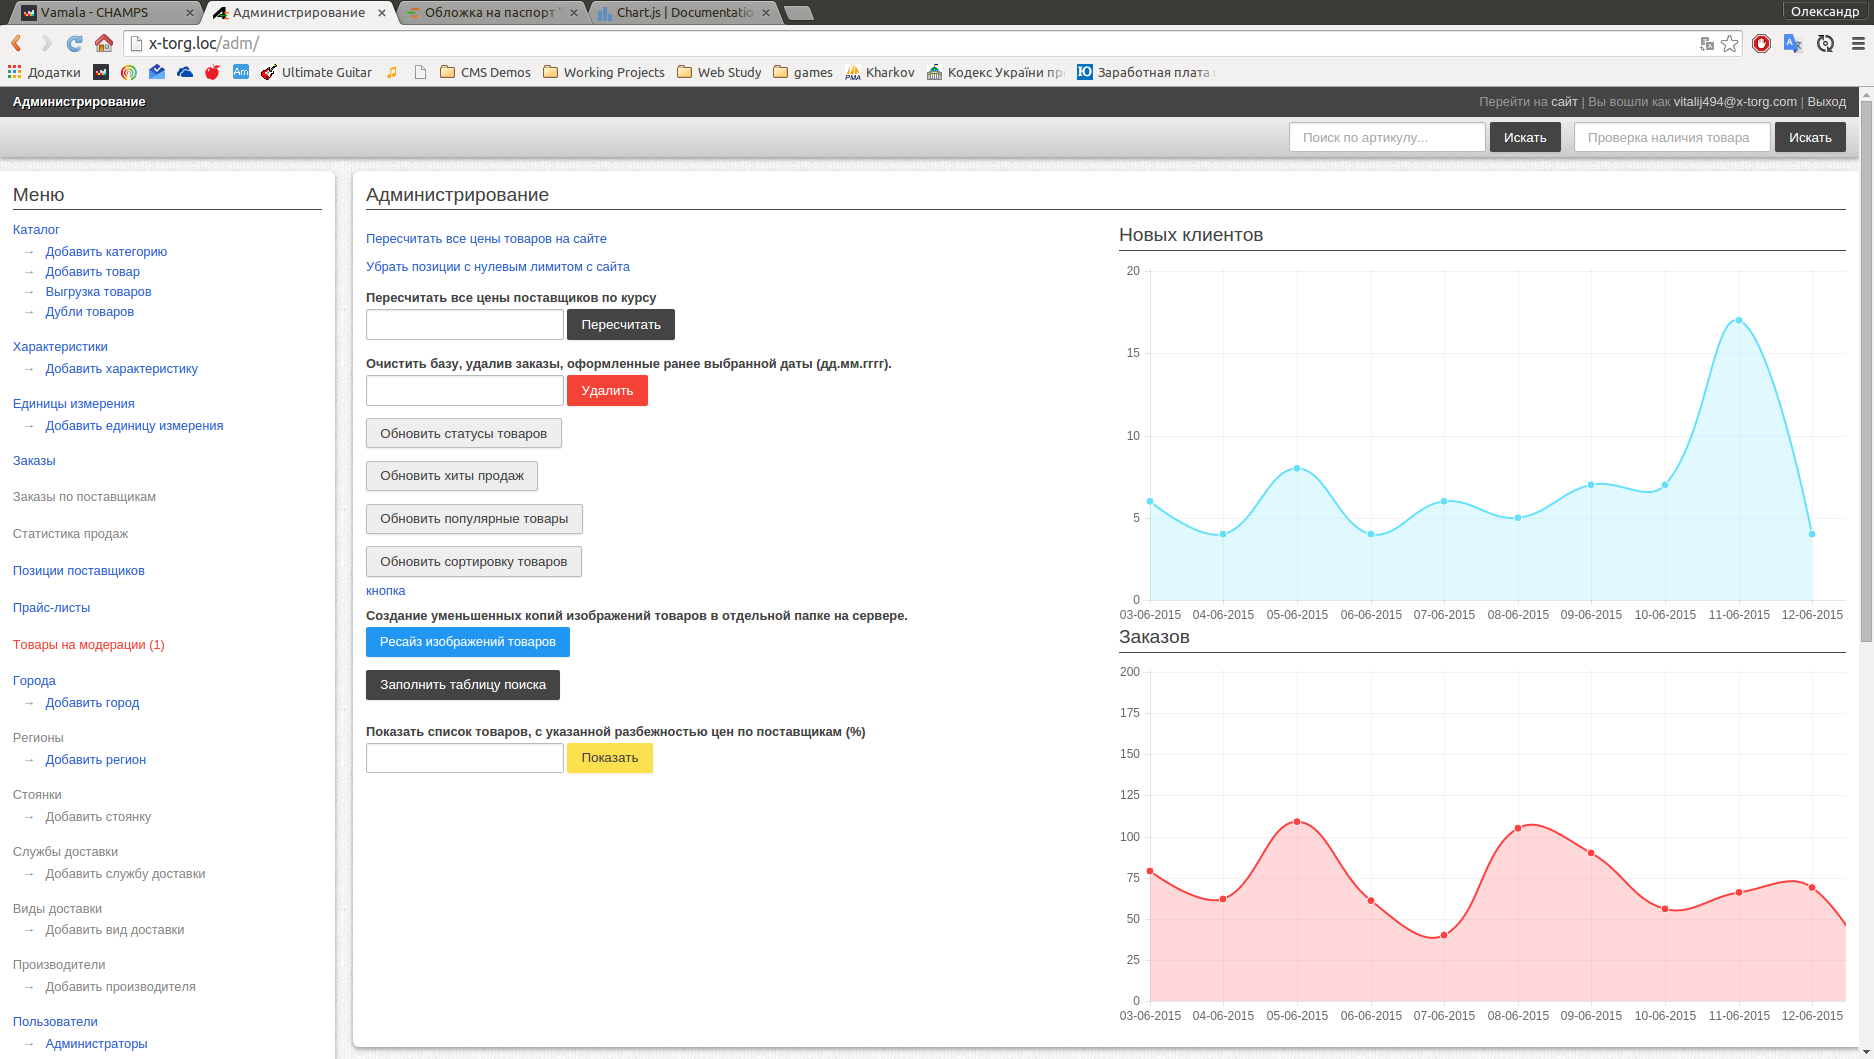 Vamala - CHAMPS
Администрирование
Обложка на паспорт
Chart.js | Documentatio
Олександр
x-torg.loc/adm/
Додатки
Am
Ultimate Guitar
CMS Demos
Working Projects
Web Study
games
PMA
Kharkov
Кодекс України пр
Ю
Заработная плата
Администрирование
Перейти на сайт | Вы вошли как vitalij494@x-torg.com | Выход
Поиск по артикулу...
Искать
Проверка наличия товара
Искать
Меню
Каталог
→ Добавить категорию
→ Добавить товар
→ Выгрузка товаров
→ Дубли товаров
Характеристики
→ Добавить характеристику
Единицы измерения
→ Добавить единицу измерения
Заказы
Заказы по поставщикам
Статистика продаж
Позиции поставщиков
Прайс-листы
Товары на модерации (1)
Города
→ Добавить город
Регионы
→ Добавить регион
Стоянки
→ Добавить стоянку
Службы доставки
→ Добавить службу доставки
Виды доставки
→ Добавить вид доставки
Производители
→ Добавить производителя
Пользователи
→ Администраторы
Администрирование
Пересчитать все цены товаров на сайте
Убрать позиции с нулевым лимитом с сайта
Пересчитать все цены поставщиков по курсу
Пересчитать
Очистить базу, удалив заказы, оформленные ранее выбранной даты (дд.мм.гггг).
Удалить
Обновить статусы товаров
Обновить хиты продаж
Обновить популярные товары
Обновить сортировку товаров
кнопка
Создание уменьшенных копий изображений товаров в отдельной папке на сервере.
Ресайз изображений товаров
Заполнить таблицу поиска
Показать список товаров, с указанной разбежностью цен по поставщикам (%)
Показать
Новых клиентов
20
15
10
5
0
03-06-2015 04-06-2015 05-06-2015 06-06-2015 07-06-2015 08-06-2015 09-06-2015 10-06-2015 11-06-2015 12-06-2015
Заказов
200
175
150
125
100
75
50
25
0
03-06-2015 04-06-2015 05-06-2015 06-06-2015 07-06-2015 08-06-2015 09-06-2015 10-06-2015 11-06-2015 12-06-2015